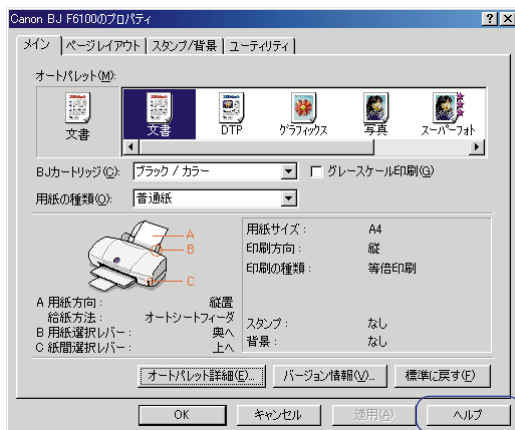 Canon BJ F6100のプロパティ
メイン ページレイアウト スタンプ/背景 ユーティリティ
オートパレット(M):
文書 文書 DTP グラフィックス 写真 スーパーフォト
BJカートリッジ(C): ブラック / カラー グレースケール印刷(G)
用紙の種類(O): 普通紙
A
B
C
用紙サイズ : A4
印刷方向 : 縦
印刷の種類 : 等倍印刷
A 用紙方向 : 縦置
給紙方法 : オートシートフィーダ
B 用紙選択レバー : 奥へ
C 紙間選択レバー : 上へ
スタンプ : なし
背景 : なし
オートパレット詳細(E)... バージョン情報(V)... 標準に戻す(F)
OK キャンセル 適用(A) ヘルプ